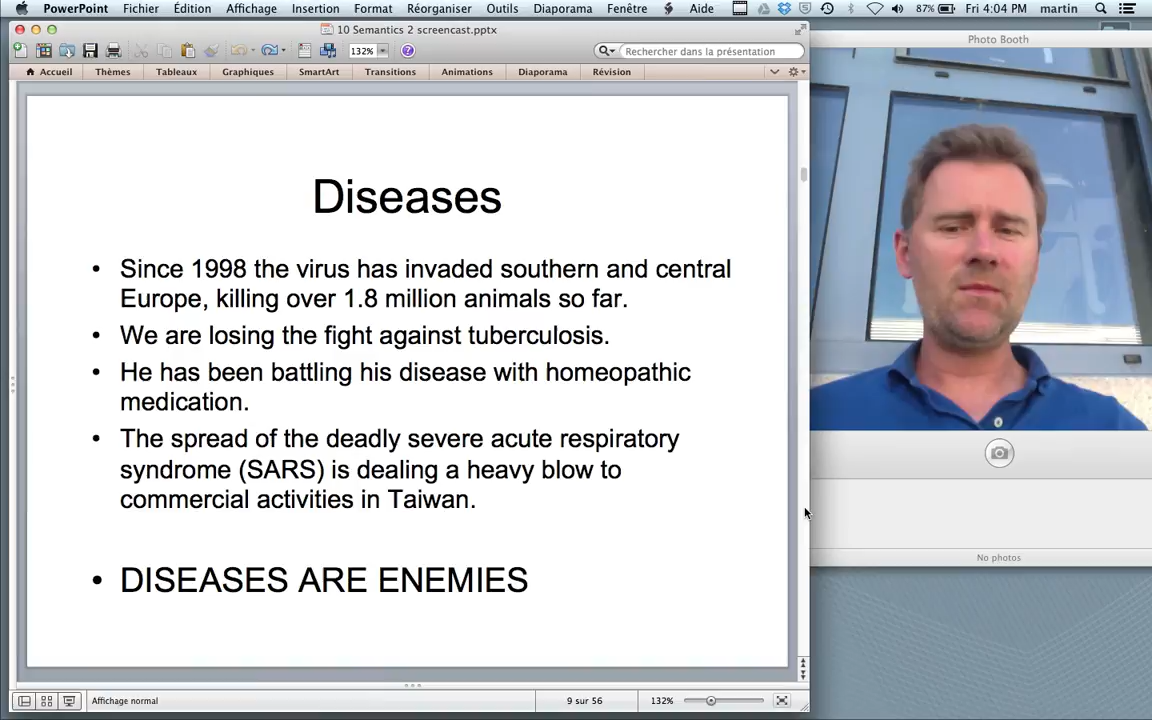 PowerPoint Fichier Édition Affichage Insertion Format Réorganiser Outils Diaporama Fenêtre Aide 87% Fri 4:04 PM martin
10 Semantics 2 screencast.pptx
Photo Booth
132% Rechercher dans la présentation
Accueil Thèmes Tableaux Graphiques SmartArt Transitions Animations Diaporama Révision
Diseases
• Since 1998 the virus has invaded southern and central
Europe, killing over 1.8 million animals so far.
• We are losing the fight against tuberculosis.
• He has been battling his disease with homeopathic
medication.
• The spread of the deadly severe acute respiratory
syndrome (SARS) is dealing a heavy blow to
commercial activities in Taiwan.
• DISEASES ARE ENEMIES
No photos
Affichage normal 9 sur 56 132%